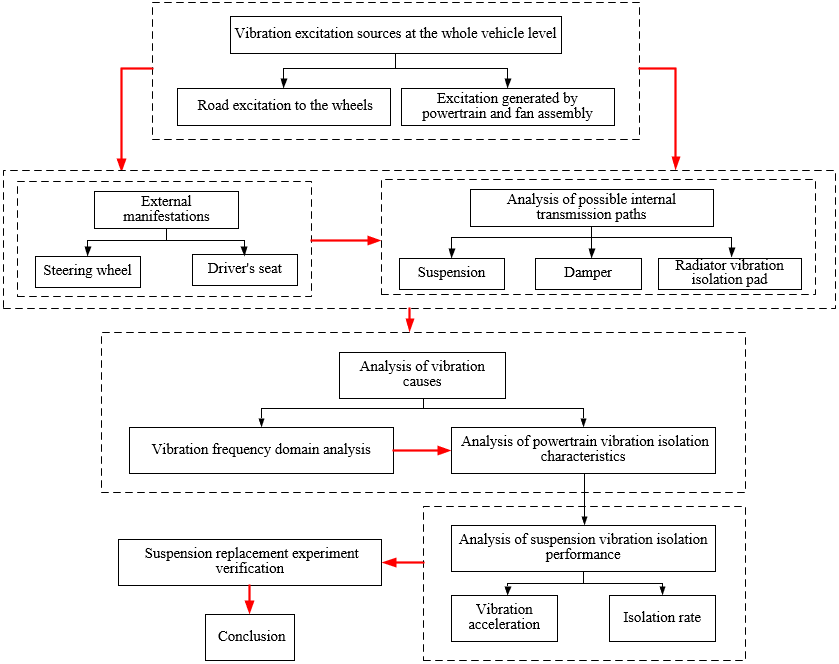 Vibration excitation sources at the whole vehicle level
Road excitation to the wheels
Excitation generated by
powertrain and fan assembly
External
manifestations
Steering wheel
Driver's seat
Analysis of possible internal
transmission paths
Suspension
Damper
Radiator vibration
isolation pad
Analysis of vibration
causes
Vibration frequency domain analysis
Analysis of powertrain vibration isolation
characteristics
Analysis of suspension vibration isolation
performance
Vibration
acceleration
Isolation rate
Suspension replacement experiment
verification
Conclusion